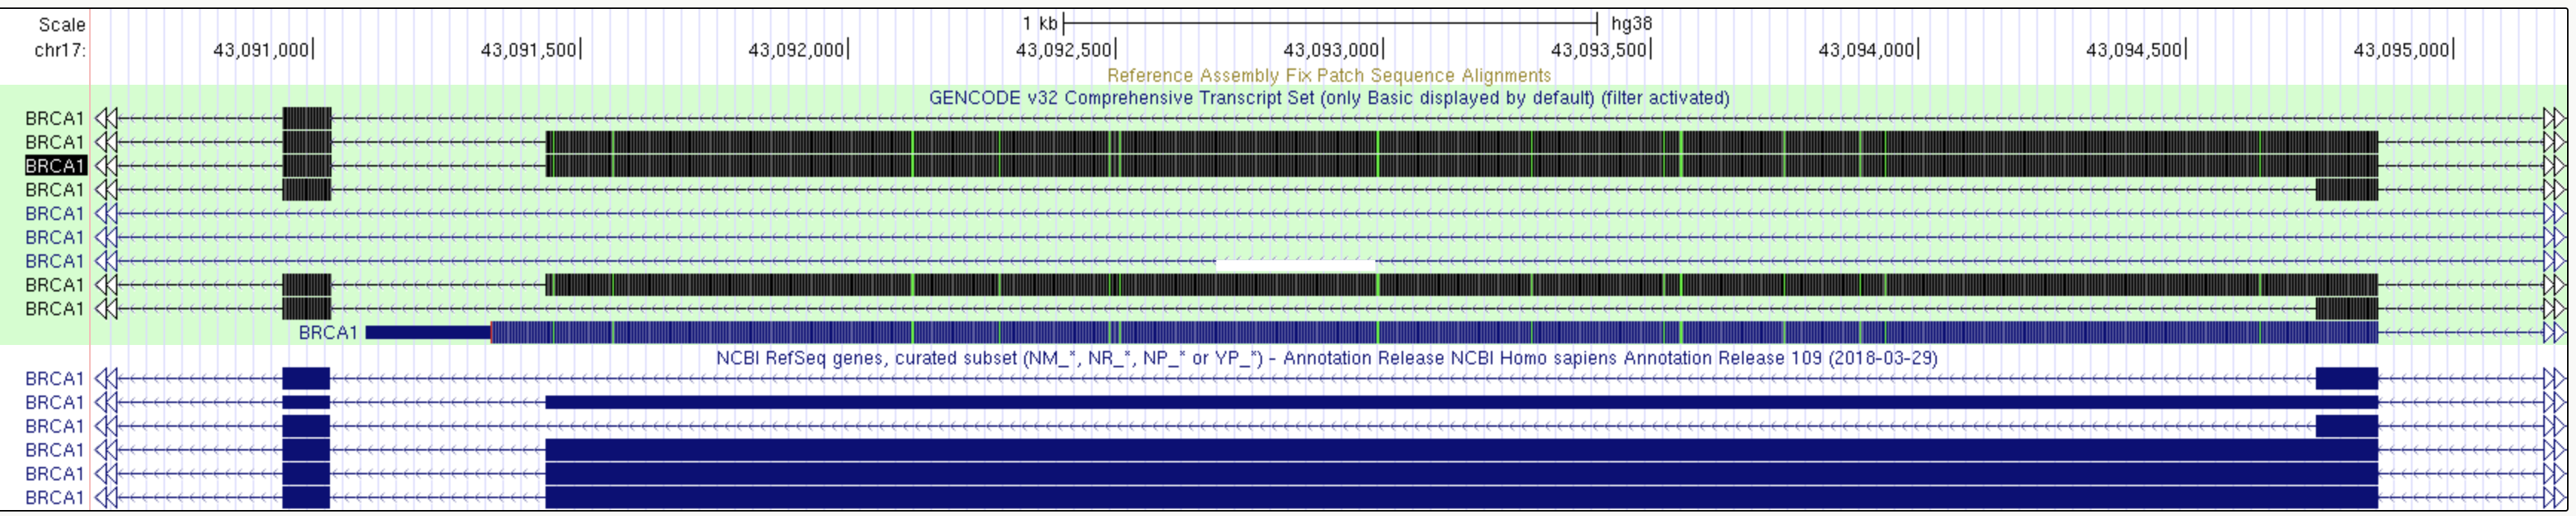 Scale 1 kb hg38
chr17: 43,091,000 43,091,500 43,092,000 43,092,500 43,093,000 43,093,500 43,094,000 43,094,500 43,095,000
Reference Assembly Fix Patch Sequence Alignments
GENCODE v32 Comprehensive Transcript Set (only Basic displayed by default) (filter activated)
BRCA1
BRCA1
BRCA1
BRCA1
BRCA1
BRCA1
BRCA1
BRCA1
BRCA1
BRCA1
NCBI RefSeq genes, curated subset (NM_*, NR_*, NP_* or YP_*) - Annotation Release NCBI Homo sapiens Annotation Release 109 (2018-03-29)
BRCA1
BRCA1
BRCA1
BRCA1
BRCA1
BRCA1